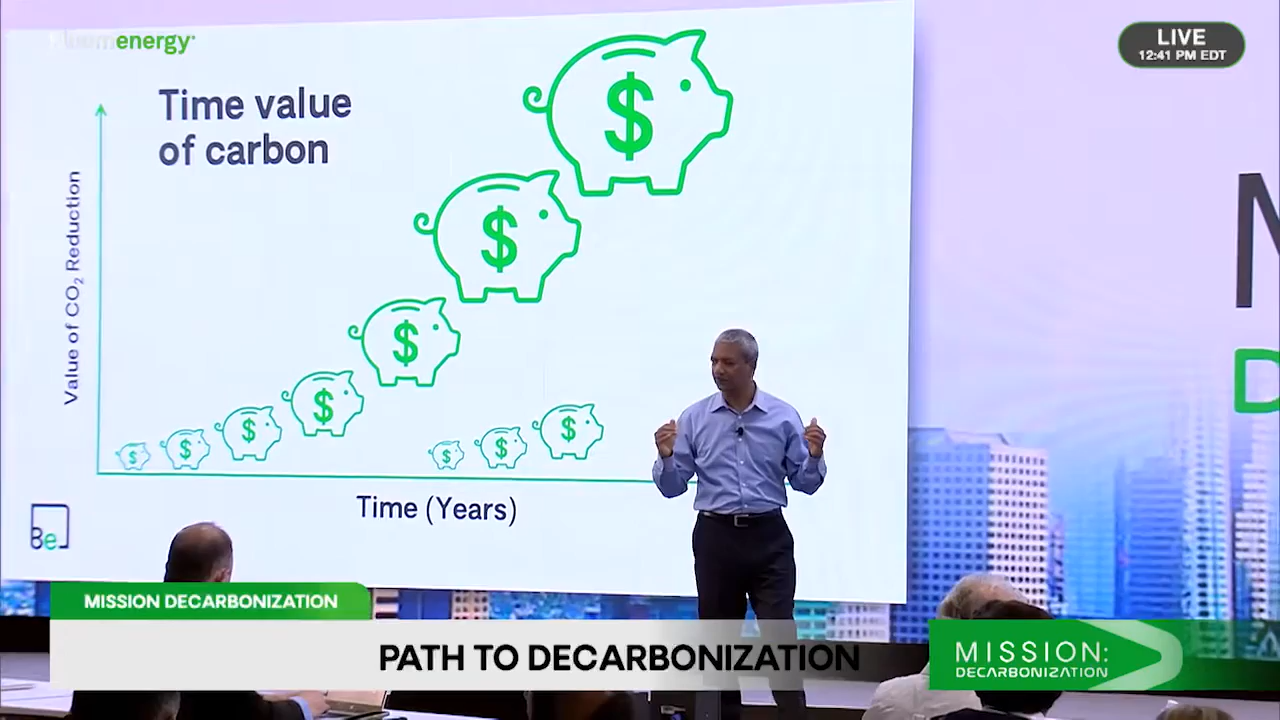 energy
LIVE
12:41 PM EDT
Time value
of carbon
$
$
$
$
$
$
$
$
$
$
Value of CO₂ Reduction
Time (Years)
Be
MISSION DECARBONIZATION
PATH TO DECARBONIZATION
MISSION:
DECARBONIZATION